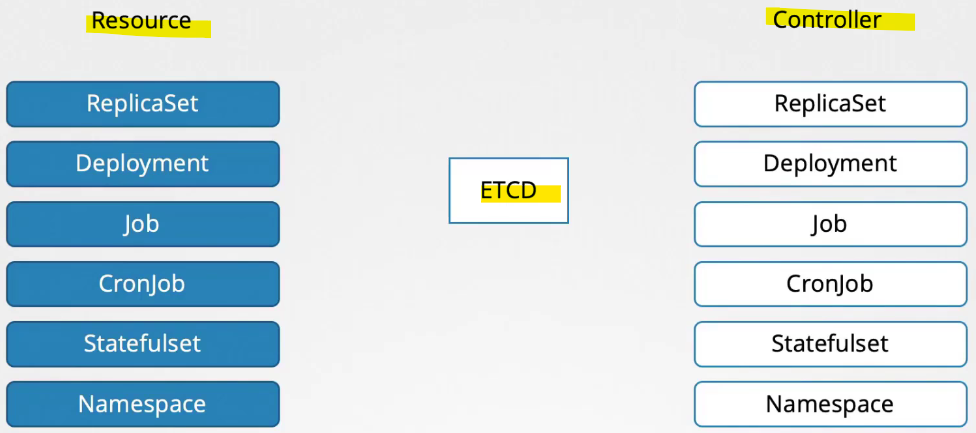 Resource
Controller
ReplicaSet
ReplicaSet
Deployment
Deployment
ETCD
Job
Job
CronJob
CronJob
Statefulset
Statefulset
Namespace
Namespace